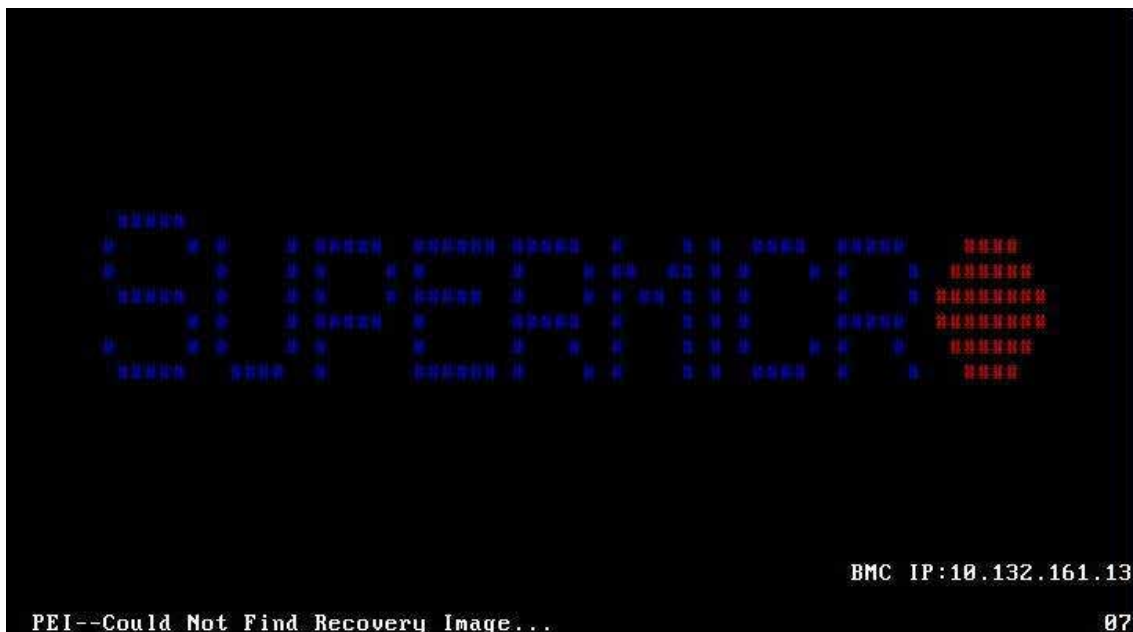 SUPERMICR
BMC IP:10.132.161.13
PEI--Could Not Find Recovery Image... 07